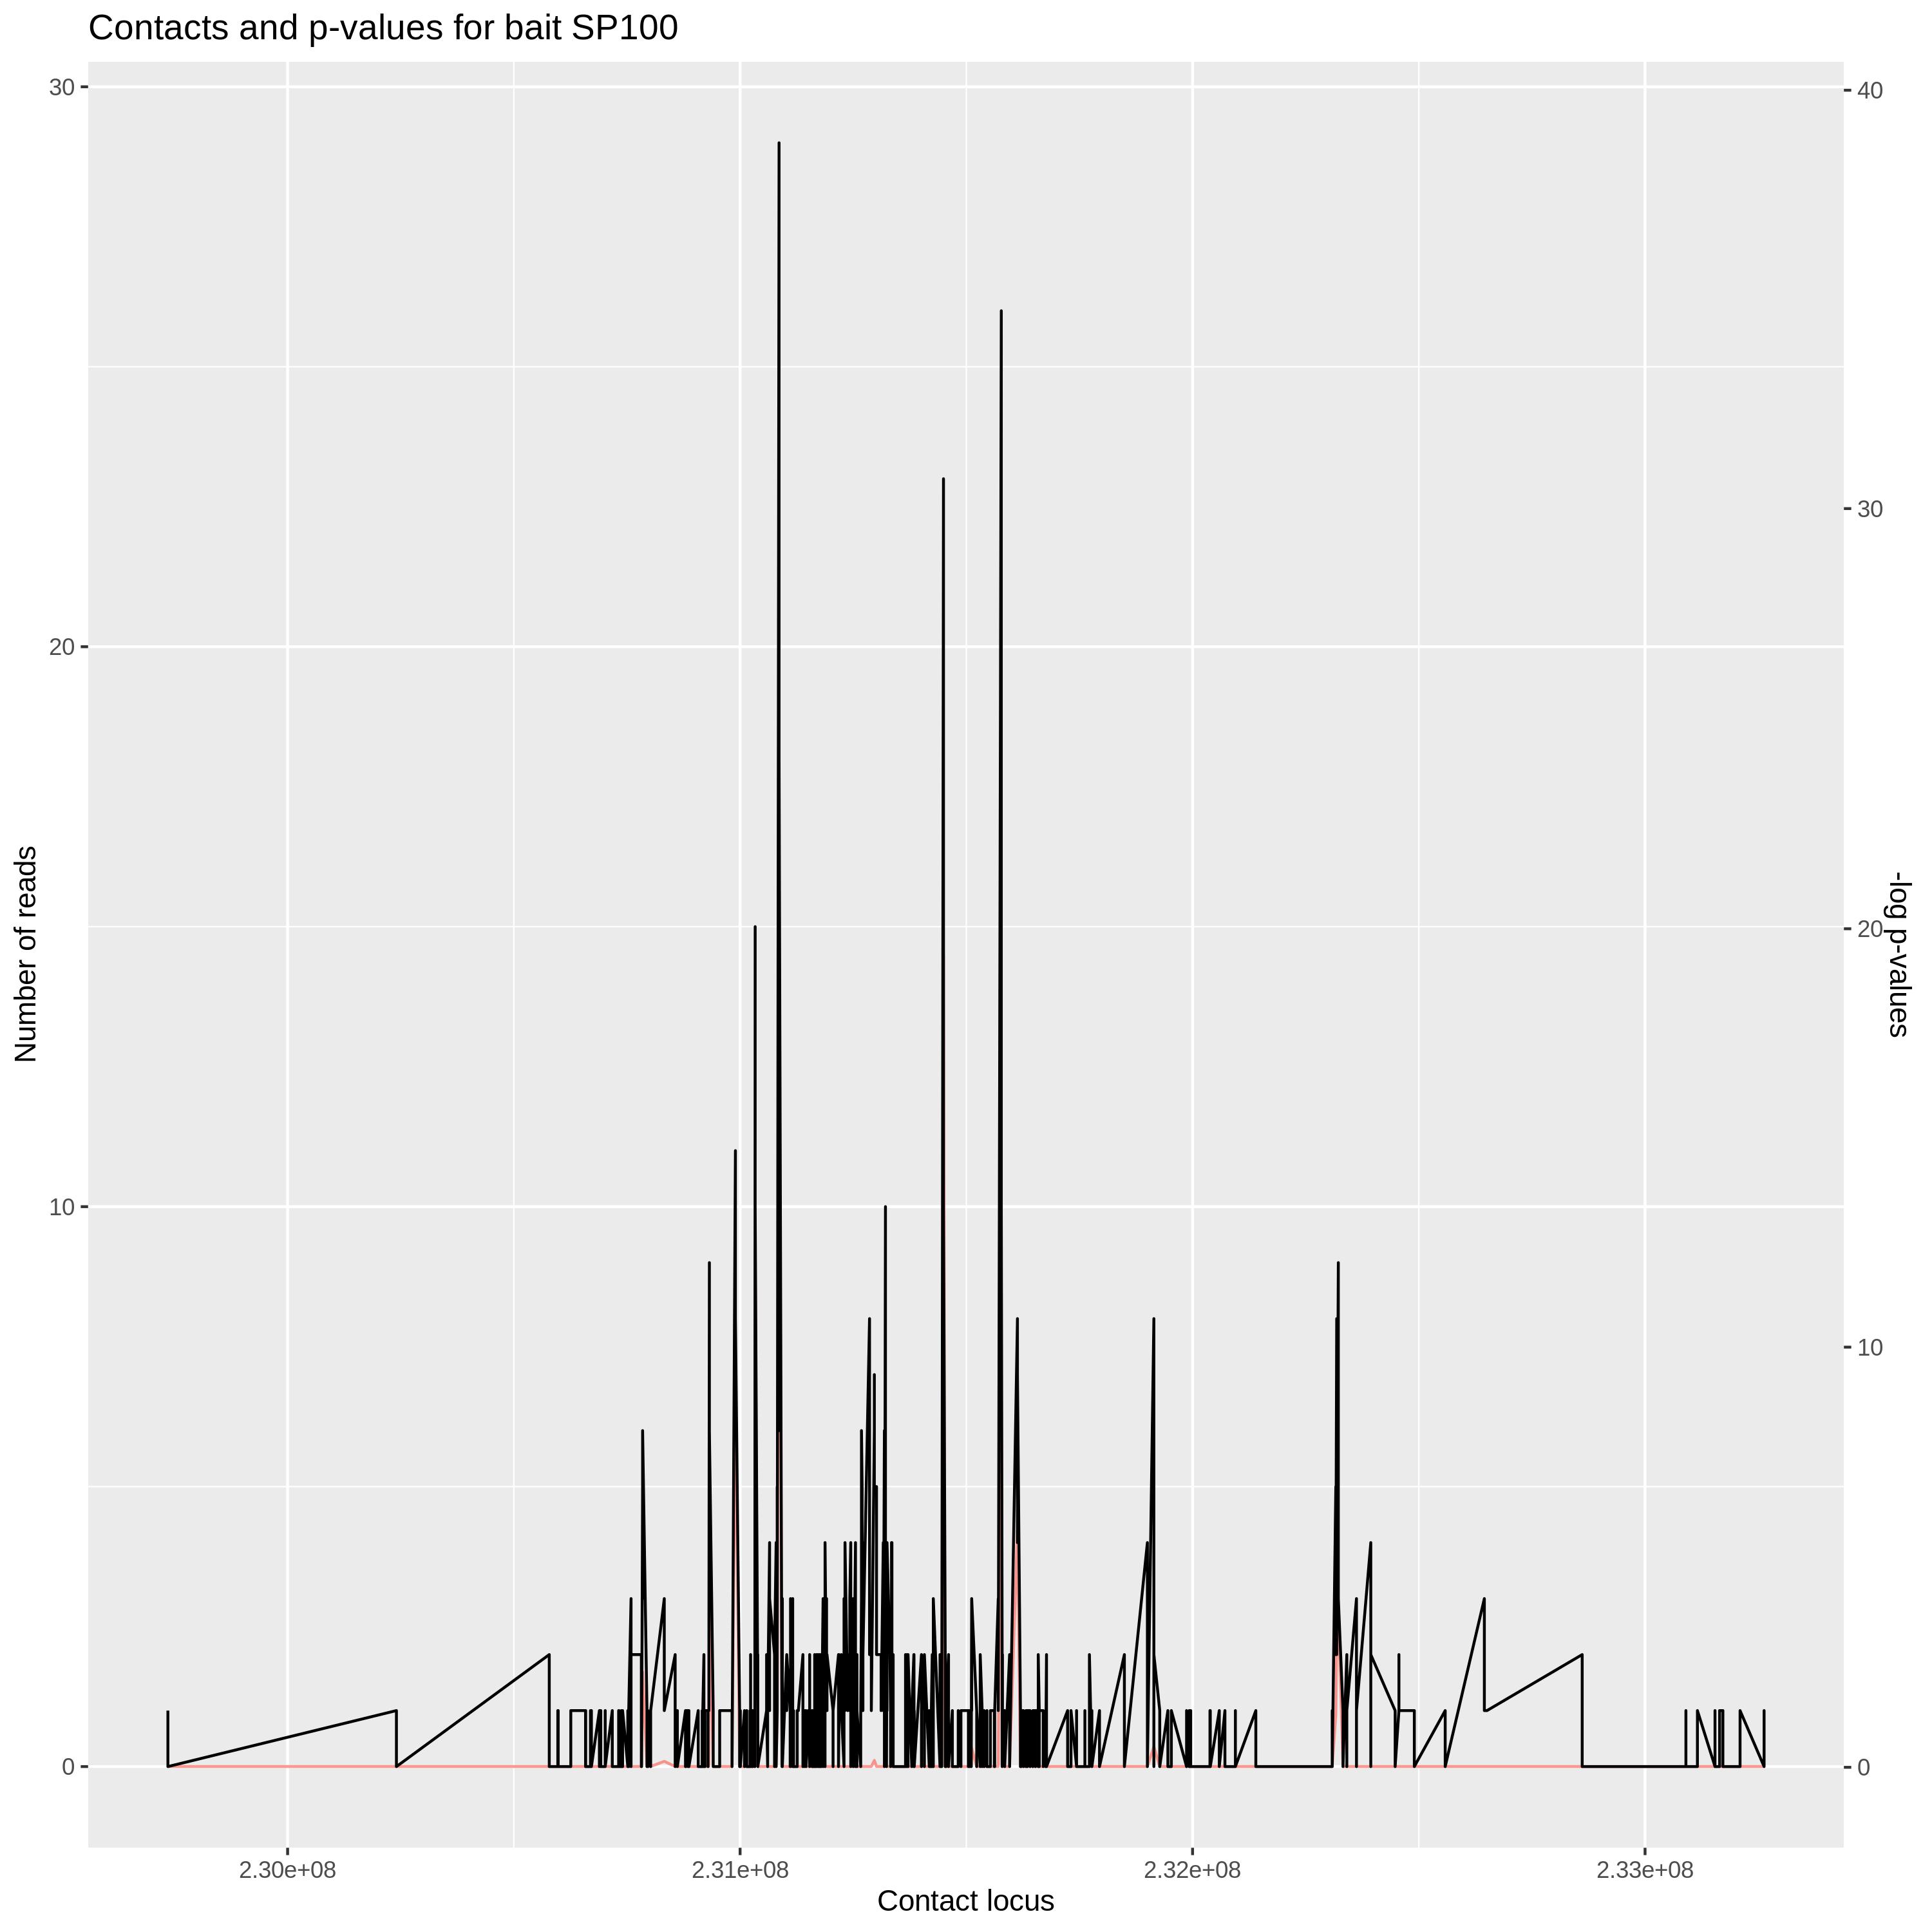 Contacts and p-values for bait SP100
30
20
10
0
Number of reads
40
30
20
10
0
-log p-values
2.30e+08 2.31e+08 2.32e+08 2.33e+08
Contact locus